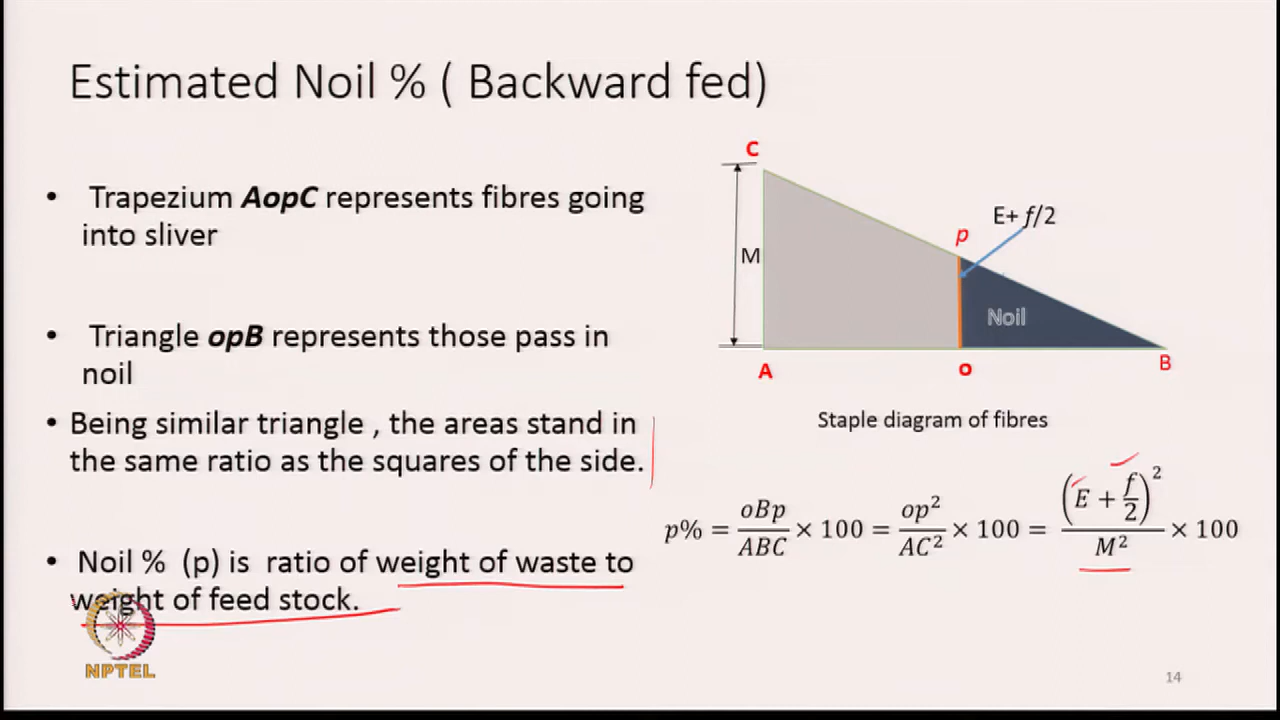 Estimated Noil % ( Backward fed)
• Trapezium AopC represents fibres going
into sliver
• Triangle opB represents those pass in
noil
• Being similar triangle , the areas stand in
the same ratio as the squares of the side.
• Noil % (p) is ratio of weight of waste to
weight of feed stock.
C
M
p
E+ f/2
Noil
A
o
B
Staple diagram of fibres
p% = oBp/ABC × 100 = op²/AC² × 100 = (E + f/2)²/M² × 100
NPTEL
14